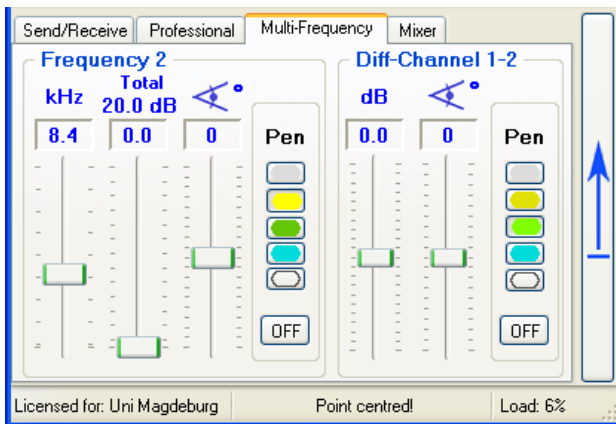 Send/Receive Professional Multi-Frequency Mixer
Frequency 2
kHz Total 20.0 dB °
8.4 0.0 0 Pen
OFF
Diff-Channel 1-2
dB °
0.0 0 Pen
OFF
Licensed for: Uni Magdeburg Point centred! Load: 6%